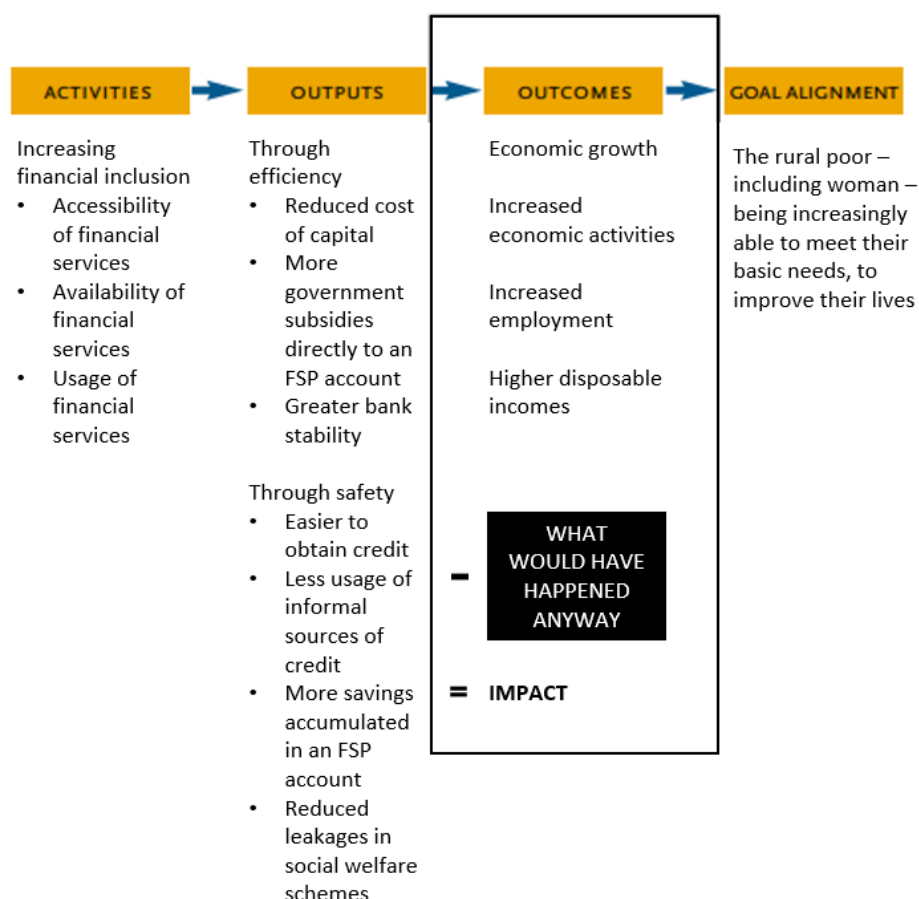 ACTIVITIES
Increasing
financial inclusion
• Accessibility
of financial
services
• Availability of
financial
services
• Usage of
financial
services
OUTPUTS
Through
efficiency
• Reduced cost
of capital
• More
government
subsidies
directly to an
FSP account
• Greater bank
stability
Through safety
• Easier to
obtain credit
• Less usage of
informal
sources of
credit
• More savings
accumulated
in an FSP
account
• Reduced
leakages in
social welfare
schemes
OUTCOMES
Economic growth
Increased
economic activities
Increased
employment
Higher disposable
incomes
-
WHAT
WOULD HAVE
HAPPENED
ANYWAY
= IMPACT
GOAL ALIGNMENT
The rural poor –
including woman –
being increasingly
able to meet their
basic needs, to
improve their lives